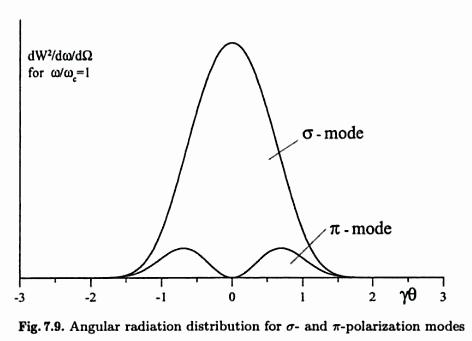 dW²/dω/dΩ
for ω/ω_c=1
σ - mode
π - mode
-3 -2 -1 0 1 2 γθ 3
Fig. 7.9. Angular radiation distribution for σ- and π-polarization modes